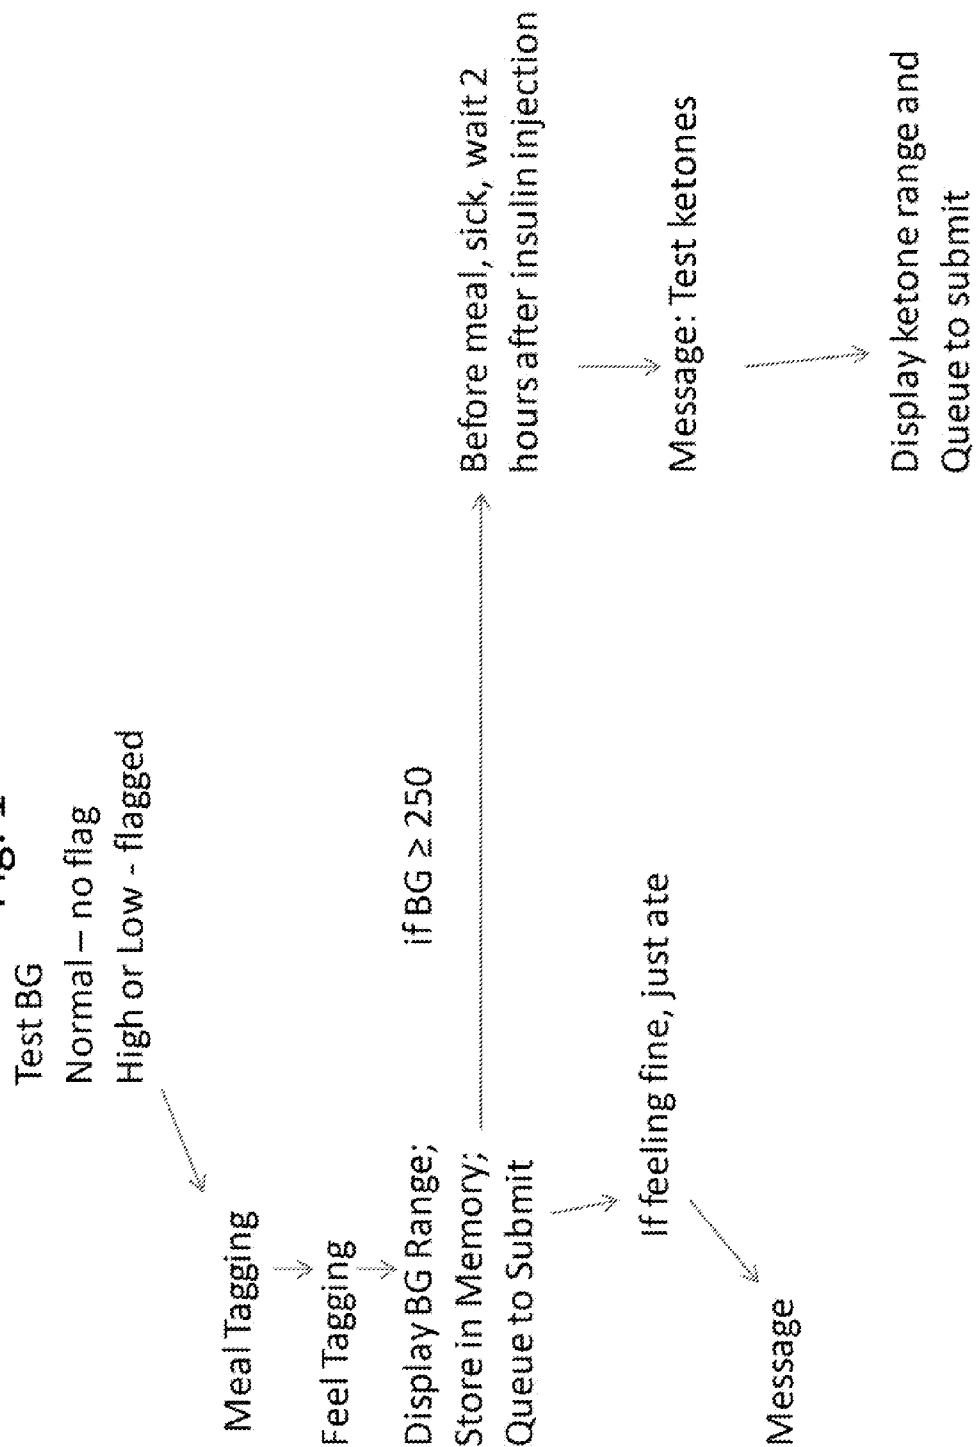 Test BG
Normal – no flag
High or Low - flagged
Meal Tagging
Feel Tagging
Display BG Range;
Store in Memory;
Queue to Submit
if BG ≥ 250
Before meal, sick, wait 2
hours after insulin injection
Message: Test ketones
Display ketone range and
Queue to submit
If feeling fine, just ate
Message